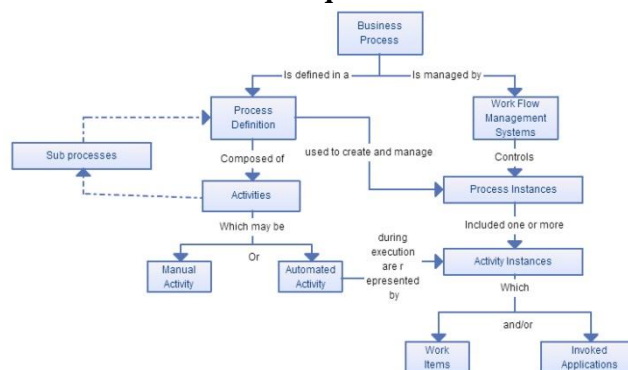 Business
Process
Is defined in a
Is managed by
Process
Definition
Work Flow
Management
Systems
Sub processes
Composed of
used to create and manage
Controls
Activities
Process Instances
Which may be
Included one or more
Or
during
execution
are r
epresented
by
Manual
Activity
Automated
Activity
Activity Instances
Which
and/or
Work
Items
Invoked
Applications